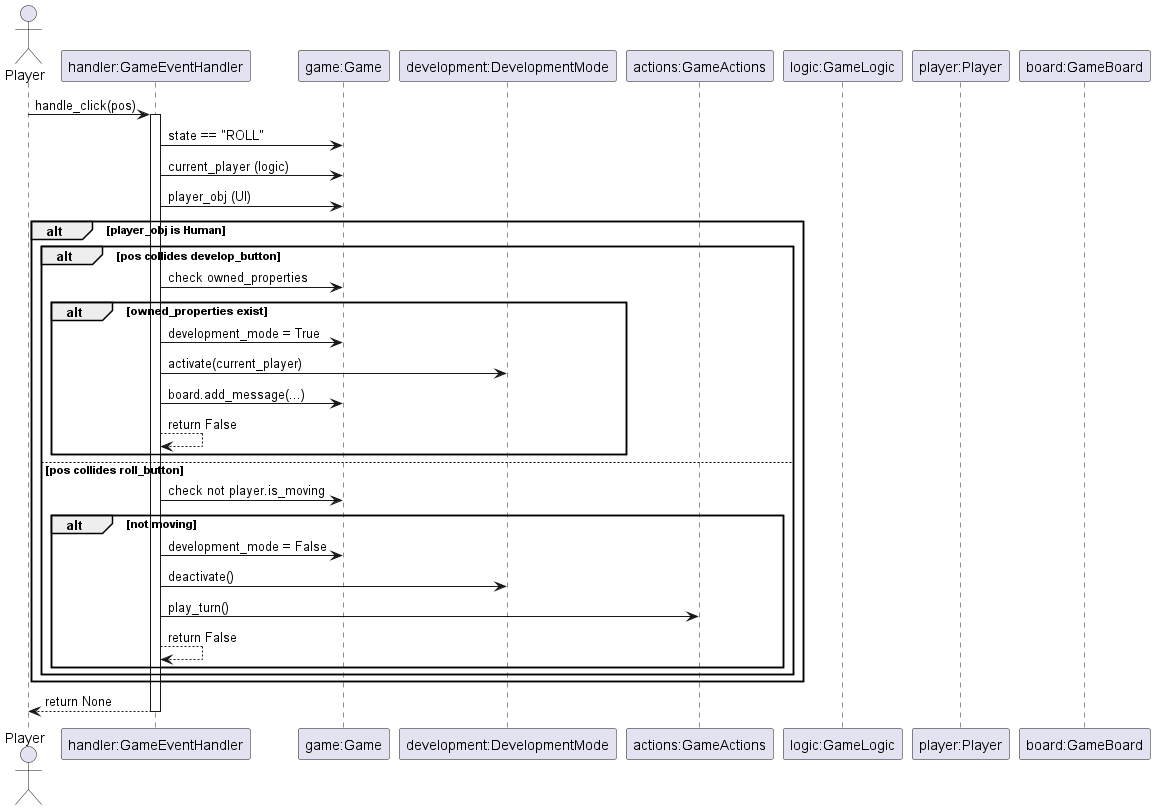 Player
handler:GameEventHandler
game:Game
development:DevelopmentMode
actions:GameActions
logic:GameLogic
player:Player
board:GameBoard
handle_click(pos)
state == "ROLL"
current_player (logic)
player_obj (UI)
alt [player_obj is Human]
alt [pos collides develop_button]
check owned_properties
alt [owned_properties exist]
development_mode = True
activate(current_player)
board.add_message(...)
return False
[pos collides roll_button]
check not player.is_moving
alt [not moving]
development_mode = False
deactivate()
play_turn()
return False
return None
Player
handler:GameEventHandler
game:Game
development:DevelopmentMode
actions:GameActions
logic:GameLogic
player:Player
board:GameBoard